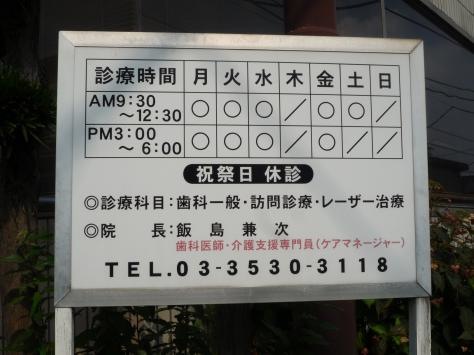 診療時間 月 火 水 木 金 土 日
AM9:30～12:30 ○ ○ ○ ／ ○ ○ ／
PM3:00～6:00 ○ ○ ○ ／ ○ ／ ／
祝祭日 休診
◎診療科目:歯科一般・訪問診療・レーザー治療
◎院 長:飯島 兼次
歯科医師・介護支援専門員(ケアマネージャー)
TEL.03-3530-3118